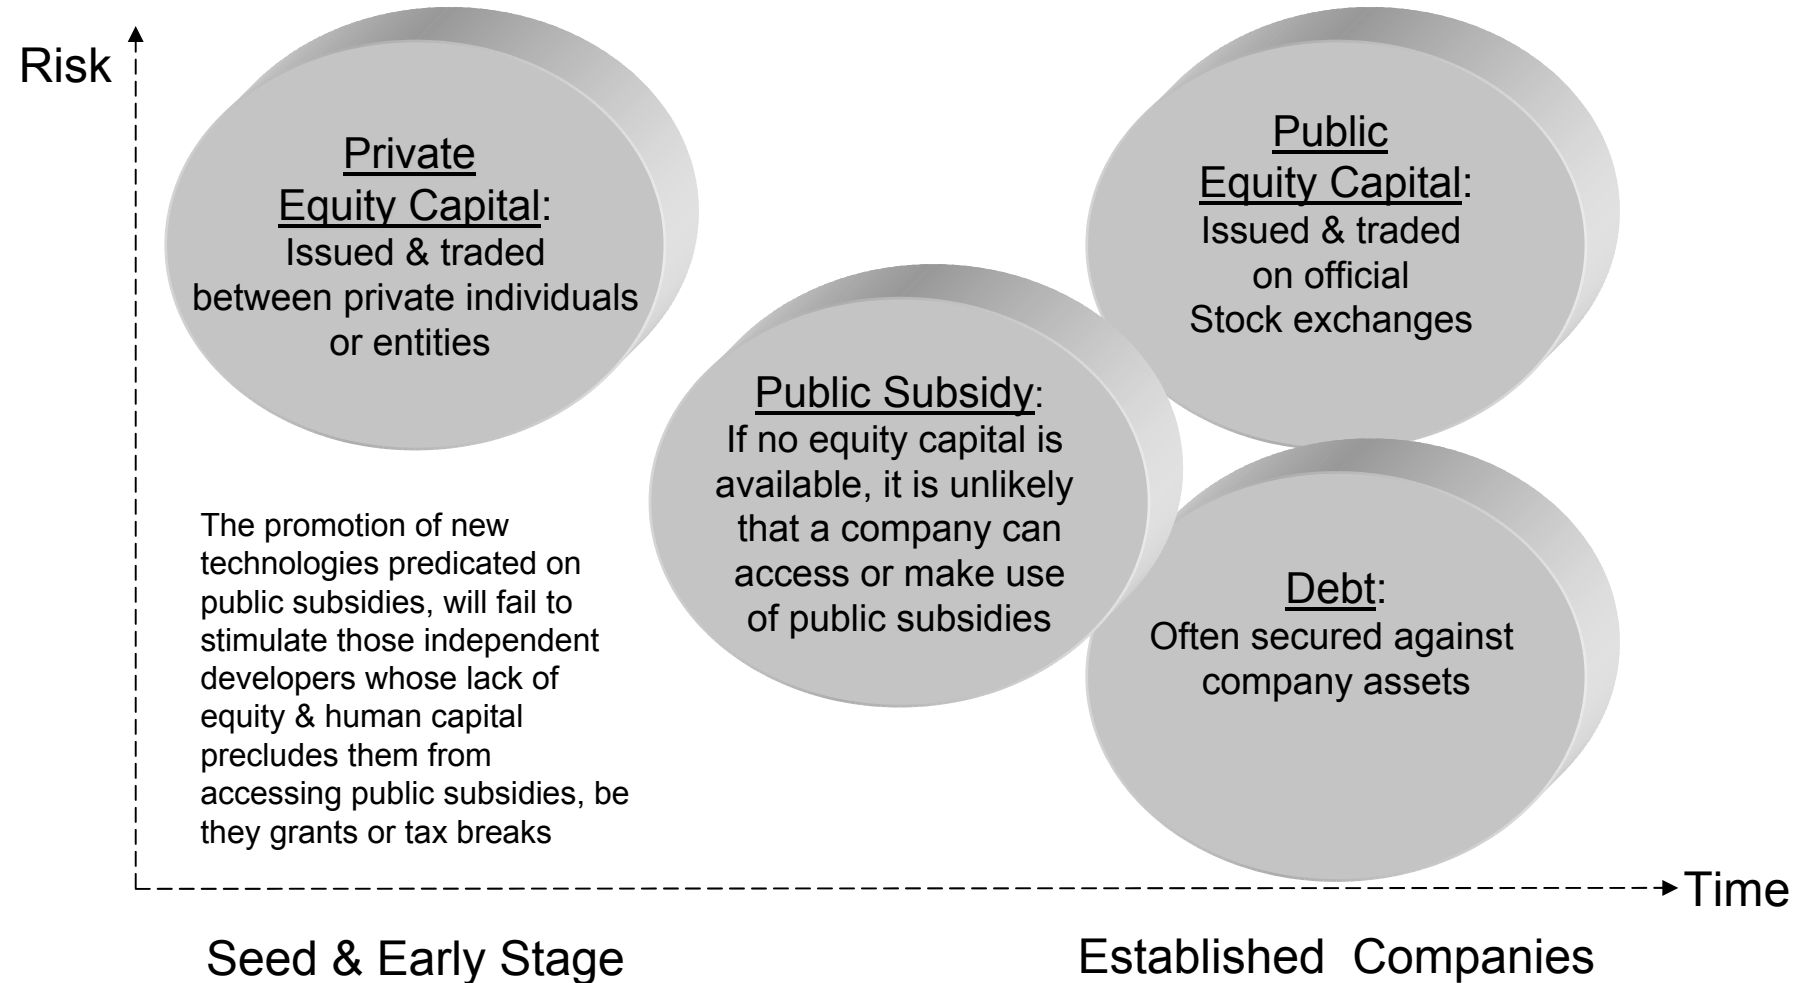 Risk
Private
Equity Capital:
Issued & traded
between private individuals
or entities
Public
Equity Capital:
Issued & traded
on official
Stock exchanges
Public Subsidy:
If no equity capital is
available, it is unlikely
that a company can
access or make use
of public subsidies
The promotion of new
technologies predicated on
public subsidies, will fail to
stimulate those independent
developers whose lack of
equity & human capital
precludes them from
accessing public subsidies, be
they grants or tax breaks
Debt:
Often secured against
company assets
Time
Seed & Early Stage
Established Companies